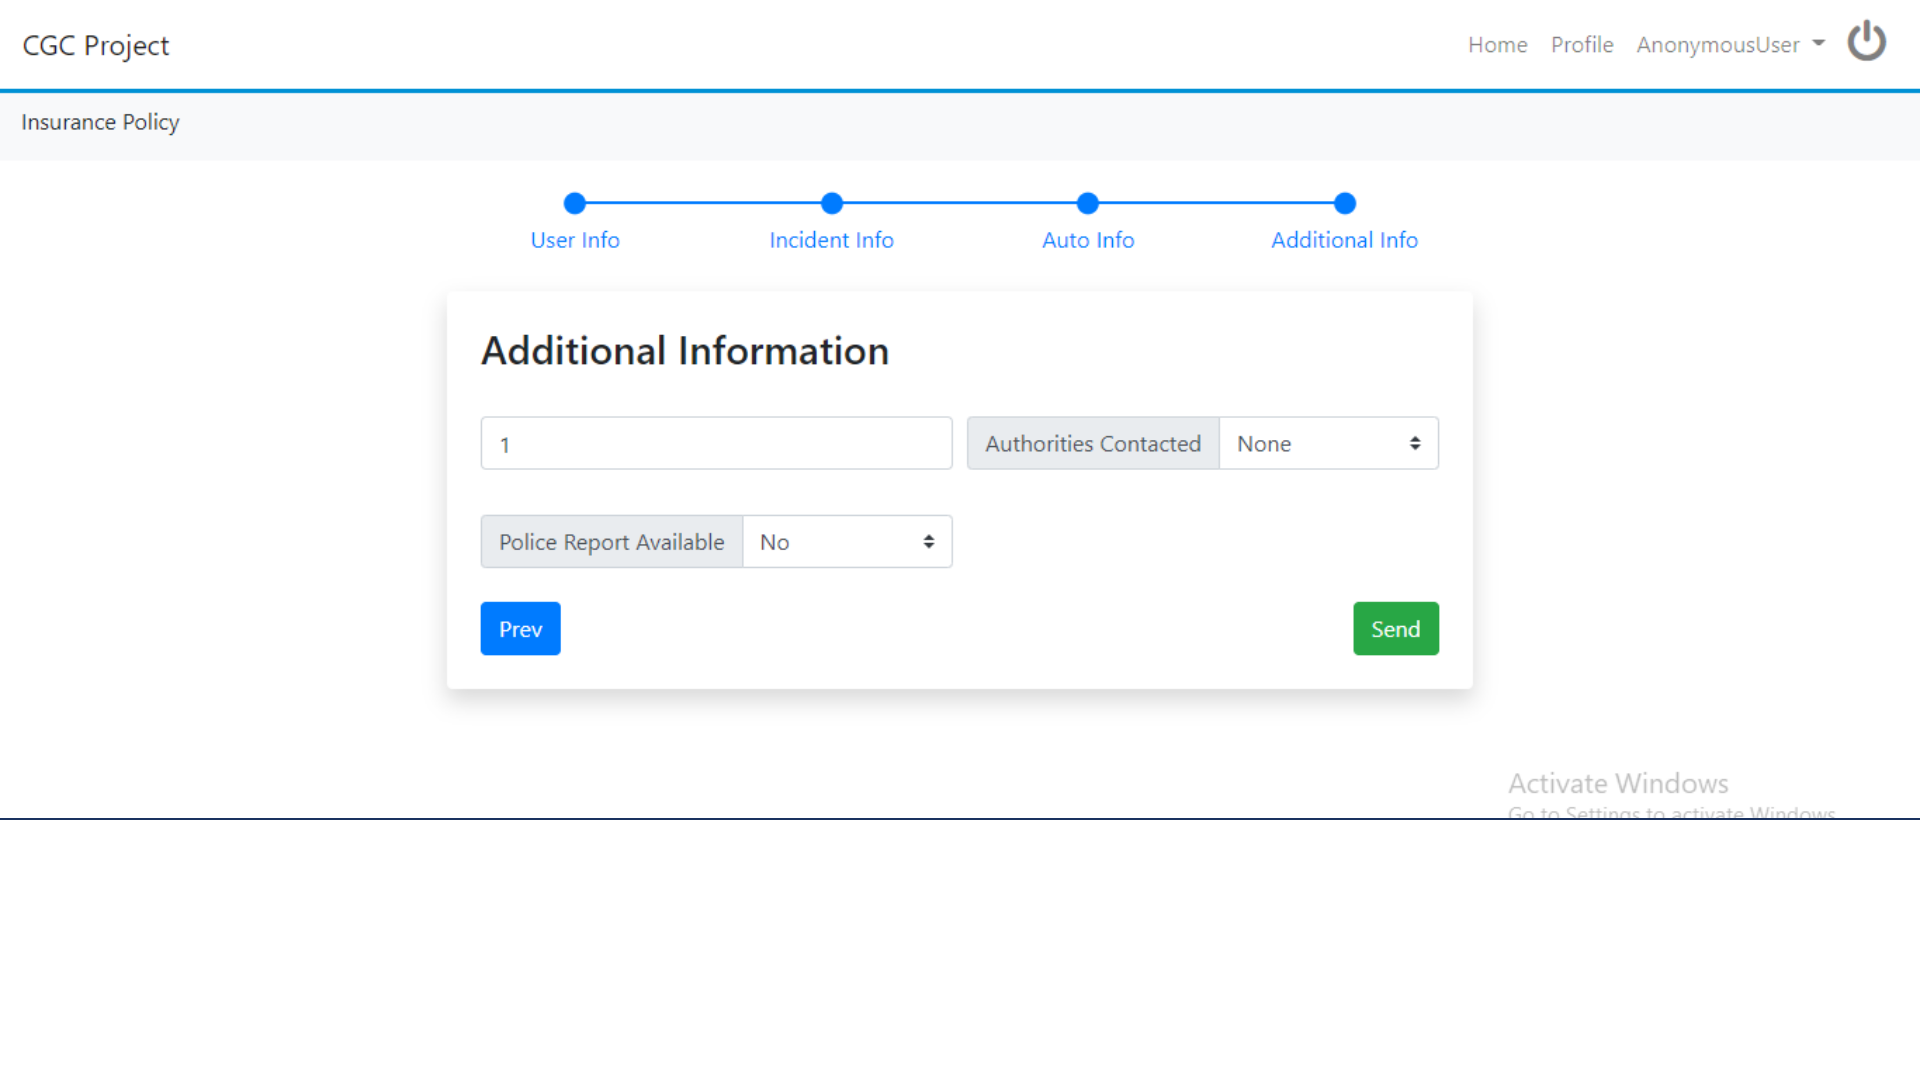 CGC Project
Home Profile AnonymousUser
Insurance Policy
User Info Incident Info Auto Info Additional Info
Additional Information
1 Authorities Contacted None
Police Report Available No
Prev Send
Activate Windows
Go to Settings to activate Windows